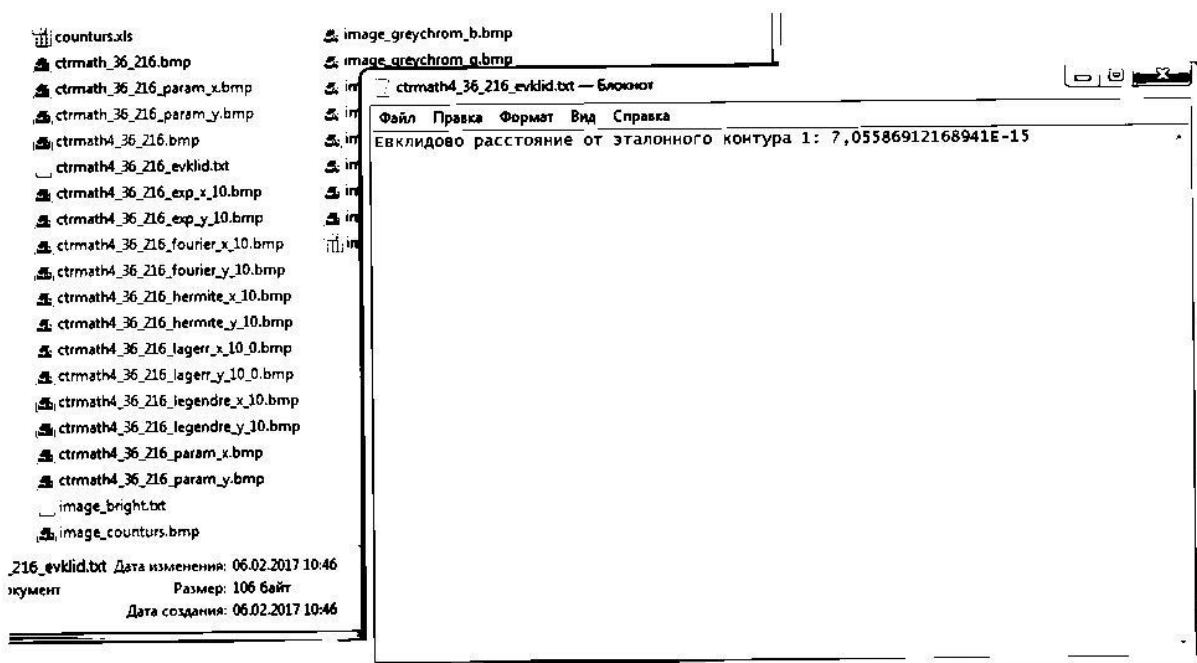 counturs.xls
ctrmath_36_216.bmp
ctrmath_36_216_param_x.bmp
ctrmath_36_216_param_y.bmp
ctrmath4_36_216.bmp
ctrmath4_36_216_evklid.txt
ctrmath4_36_216_exp_x_10.bmp
ctrmath4_36_216_exp_y_10.bmp
ctrmath4_36_216_fourier_x_10.bmp
ctrmath4_36_216_fourier_y_10.bmp
ctrmath4_36_216_hermite_x_10.bmp
ctrmath4_36_216_hermite_y_10.bmp
ctrmath4_36_216_lagerr_x_10_0.bmp
ctrmath4_36_216_lagerr_y_10_0.bmp
ctrmath4_36_216_legendre_x_10.bmp
ctrmath4_36_216_legendre_y_10.bmp
ctrmath4_36_216_param_x.bmp
ctrmath4_36_216_param_y.bmp
image_bright.txt
image_counturs.bmp
image_greychrom_b.bmp
image_greychrom_g.bmp
_216_evklid.txt Дата изменения: 06.02.2017 10:46
Размер: 106 байт
Дата создания: 06.02.2017 10:46
ctrmath4_36_216_evklid.txt — Блокнот
Файл Правка Формат Вид Справка
Евклидово расстояние от эталонного контура 1: 7,05586912168941E-15